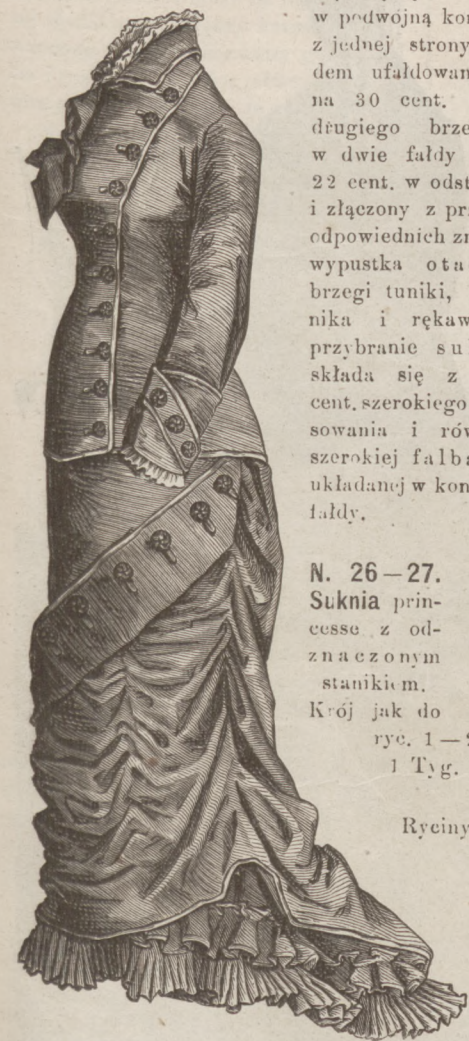 w podwójną kon
z jednej strony
dem ufałdowan
na 30 cent.
drugiego brze
w dwie fałdy
22 cent. w odst
i złączony z prz
odpowiednich zn
wypustka ota
brzegi tuniki,
nika i rękaw
przybranie su
składa się z
cent. szerokiego
sowania i rów
szerokiej falba
układanej w kon
fałdy.
N. 26—27.
Suknia prin-
cesse z od-
znaczonym
stanikiem.
Krój jak do
ryc. 1—
1 Tyg.
Ryciny